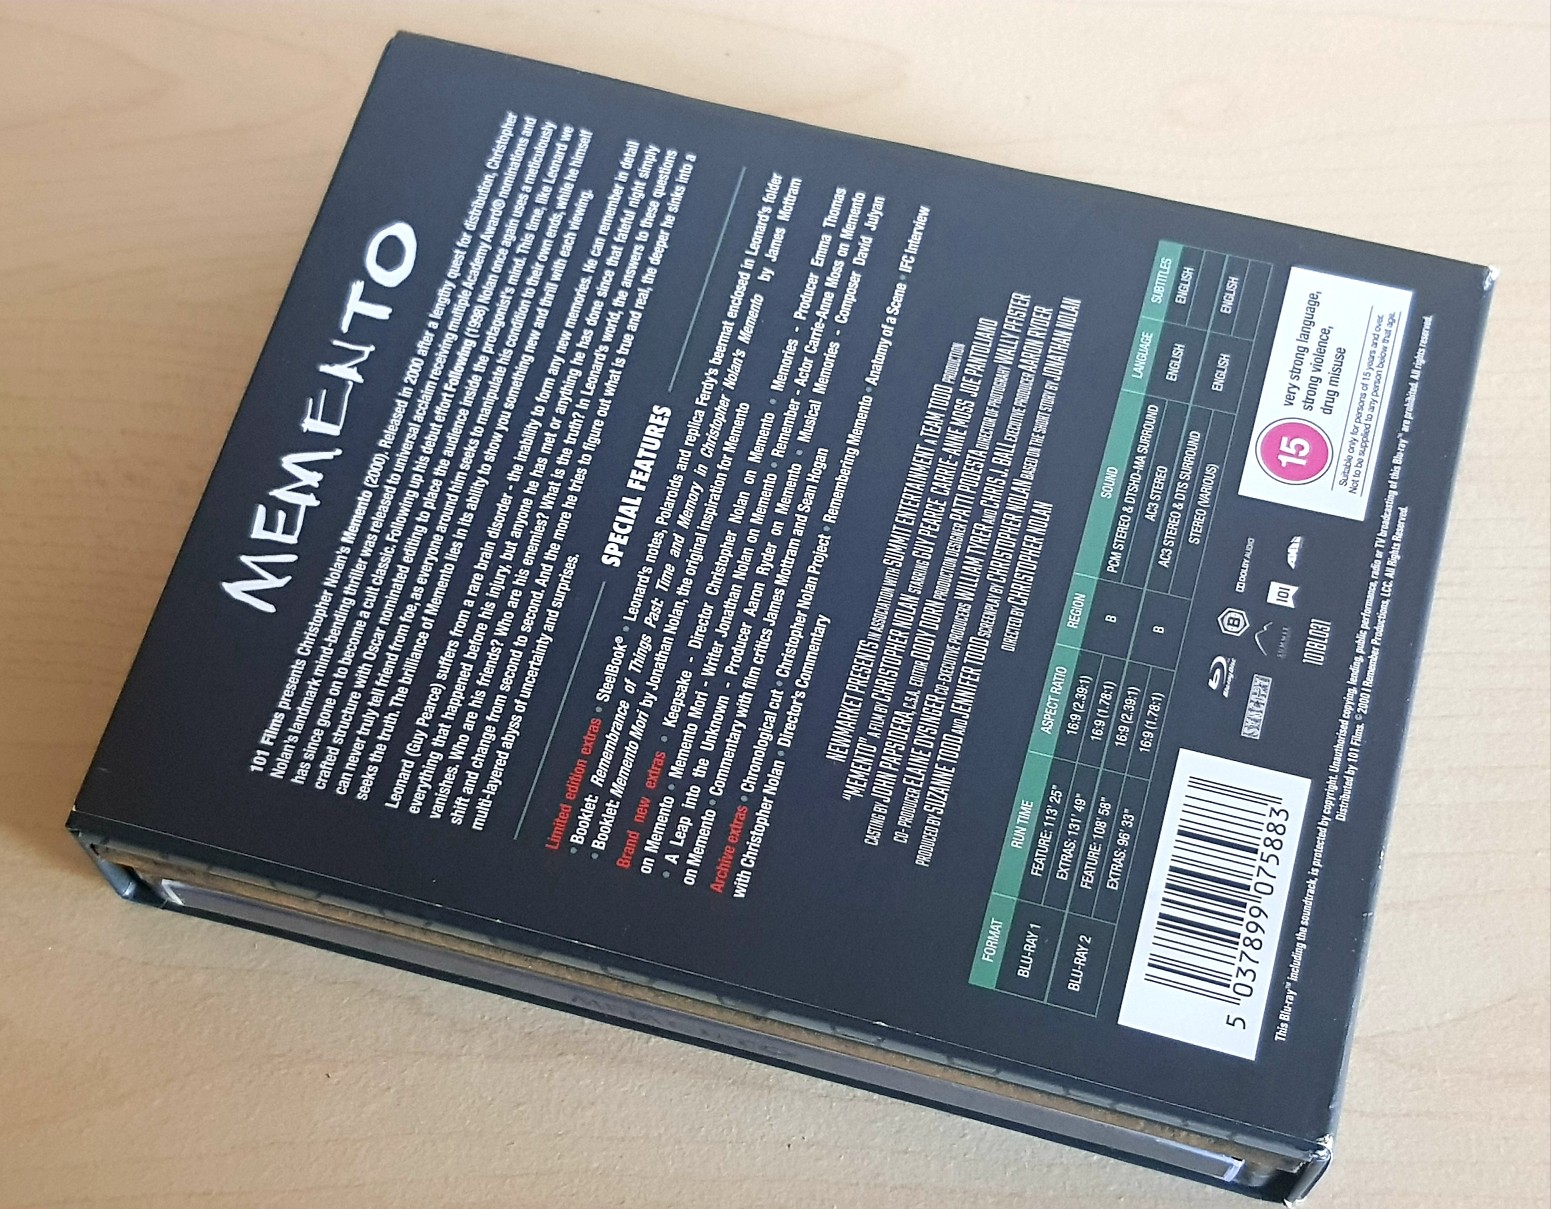 MEMENTO
101 Films presents Christopher Nolan's Memento (2000). Released in 2000 after a lengthy quest for distribution, Christopher
Nolan's landmark mind-bending thriller was released to universal acclaim receiving multiple Academy Award® nominations and
has since gone on to become a cult classic. Following up his debut effort Following (1998) Nolan once again uses a meticulously
crafted structure with Oscar nominated editing to place the audience inside the protagonist's mind. This time, like Leonard we
can never truly tell friend from foe, as everyone around him seeks to manipulate his condition to their own ends, while he himself
seeks the truth. The brilliance of Memento lies in its ability to show you something new and thrill with each viewing.
Leonard (Guy Pearce) suffers from a rare brain disorder - the inability to form any new memories. He can remember in detail
everything that happened before his injury, but anyone he has met or anything he has done since that fateful night simply
vanishes. Who are his friends? Who are his enemies? What is the truth? In Leonard's world, the answers to these questions
shift and change from second to second. And the more he tries to figure out what is true and real, the deeper he sinks into a
multi-layered abyss of uncertainty and surprises.
SPECIAL FEATURES
Limited edition extras • SteelBook® • Leonard's notes, Polaroids and replica Ferdy's beermat enclosed in Leonard's folder
• Booklet: Remembrance of Things Past: Time and Memory in Christopher Nolan's Memento by James Mottram
• Booklet Memento Mori by Jonathan Nolan, the original inspiration for Memento
Brand new extras • Keepsake - Director Christopher Nolan on Memento • Memories - Producer Emma Thomas
on Memento • Memento Mori - Writer Jonathan Nolan on Memento • Remember - Actor Carrie-Anne Moss on Memento
• A Leap into the Unknown - Producer Aaron Ryder on Memento • Musical Memories - Composer David Julyan
on Memento • Commentary with film critics James Mottram and Sean Hogan
Archive extras • Chronological cut • Christopher Nolan Project • Remembering Memento • Anatomy of a Scene • IFC Interview
with Christopher Nolan • Director's Commentary
NEWMARKET PRESENTS IN ASSOCIATION WITH SUMMIT ENTERTAINMENT A TEAM TODD PRODUCTION
"MEMENTO" A FILM BY CHRISTOPHER NOLAN STARRING GUY PEARCE CARRIE-ANNE MOSS JOE PANTOLIANO
CASTING BY JOHN PAPSIDERA, C.S.A. EDITOR DODY DORN PRODUCTION DESIGNER PATTI PODESTA DIRECTOR OF PHOTOGRAPHY WALLY PFISTER
CO-PRODUCER ELAINE DYSINGER CO-EXECUTIVE PRODUCERS WILLIAM TYRER AND CHRIS J. BALL EXECUTIVE PRODUCER AARON RYDER
PRODUCED BY SUZANNE TODD AND JENNIFER TODD SCREENPLAY BY CHRISTOPHER NOLAN BASED ON THE SHORT STORY BY JONATHAN NOLAN
DIRECTED BY CHRISTOPHER NOLAN
FORMAT RUN TIME ASPECT RATIO REGION SOUND LANGUAGE SUBTITLES
BLU-RAY 1 FEATURE: 113' 25" 16:9 (2.39:1) B PCM STEREO & DTSHD-MA SURROUND ENGLISH ENGLISH
EXTRAS: 131' 49" 16:9 (1.78:1) AC3 STEREO
BLU-RAY 2 FEATURE: 108' 58" 16:9 (2.39:1) B AC3 STEREO & DTS SURROUND ENGLISH ENGLISH
EXTRAS: 96' 33" 16:9 (1.78:1) STEREO (VARIOUS)
5 037899 075883
Blu-ray Disc
B
DOLBY AUDIO
101
101BL081
15
very strong language,
strong violence,
drug misuse
Suitable only for persons of 15 years and over.
Not to be supplied to any person below that age.
This Blu-ray™ including the soundtrack, is protected by copyright. Unauthorised copying, lending, public performance, radio or TV broadcasting of this Blu-ray™ are prohibited. All rights reserved.
Distributed by 101 Films © 2000 I Remember Productions, LCC, All Rights Reserved.